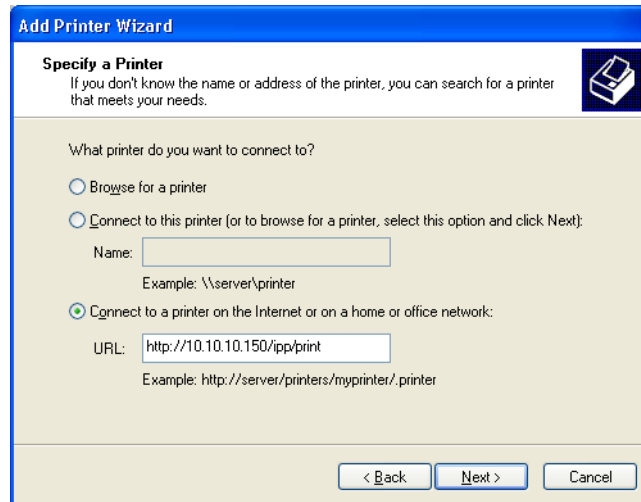 Add Printer Wizard
Specify a Printer
If you don't know the name or address of the printer, you can search for a printer
that meets your needs.
What printer do you want to connect to?
Browse for a printer
Connect to this printer (or to browse for a printer, select this option and click Next):
Name:
Example: \\server\printer
Connect to a printer on the Internet or on a home or office network:
URL: http://10.10.10.150/ipp/print
Example: http://server/printers/myprinter/.printer
< Back Next > Cancel